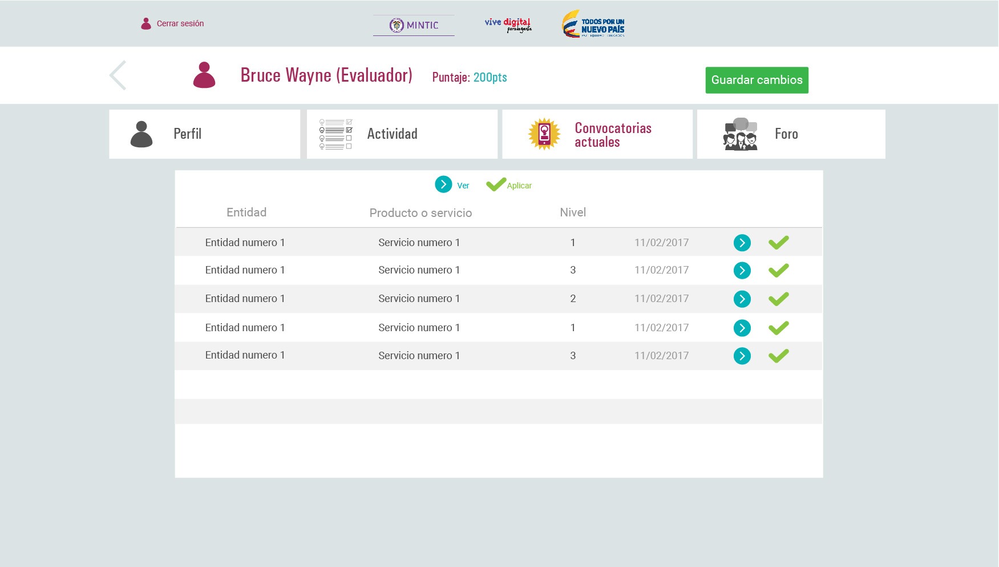 Cerrar sesión
MINTIC
vive digital
para la gente
TODOS POR UN
NUEVO PAÍS
PAZ EQUIDAD EDUCACIÓN
Bruce Wayne (Evaluador)
Puntaje: 200pts
Guardar cambios
Perfil
Actividad
Convocatorias
actuales
Foro
Ver
Aplicar
Entidad Producto o servicio Nivel
Entidad numero 1 Servicio numero 1 1 11/02/2017
Entidad numero 1 Servicio numero 1 3 11/02/2017
Entidad numero 1 Servicio numero 1 2 11/02/2017
Entidad numero 1 Servicio numero 1 1 11/02/2017
Entidad numero 1 Servicio numero 1 3 11/02/2017